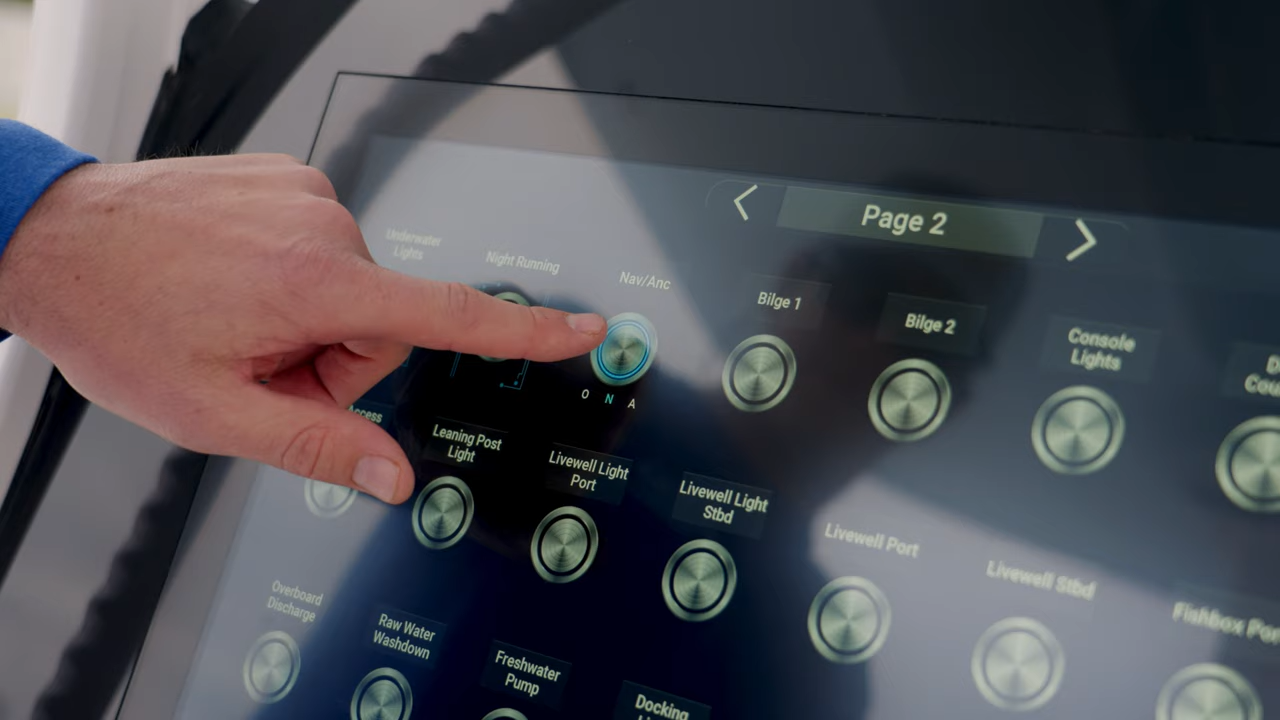 Page 2
Underwater
Lights
Night Running
Nav/Anc
Bilge 1
Bilge 2
Console
Lights
O N A
Access
Leaning Post
Light
Livewell Light
Port
Livewell Light
Stbd
Livewell Port
Livewell Stbd
Fishbox
Overboard
Discharge
Raw Water
Washdown
Freshwater
Pump
Docking